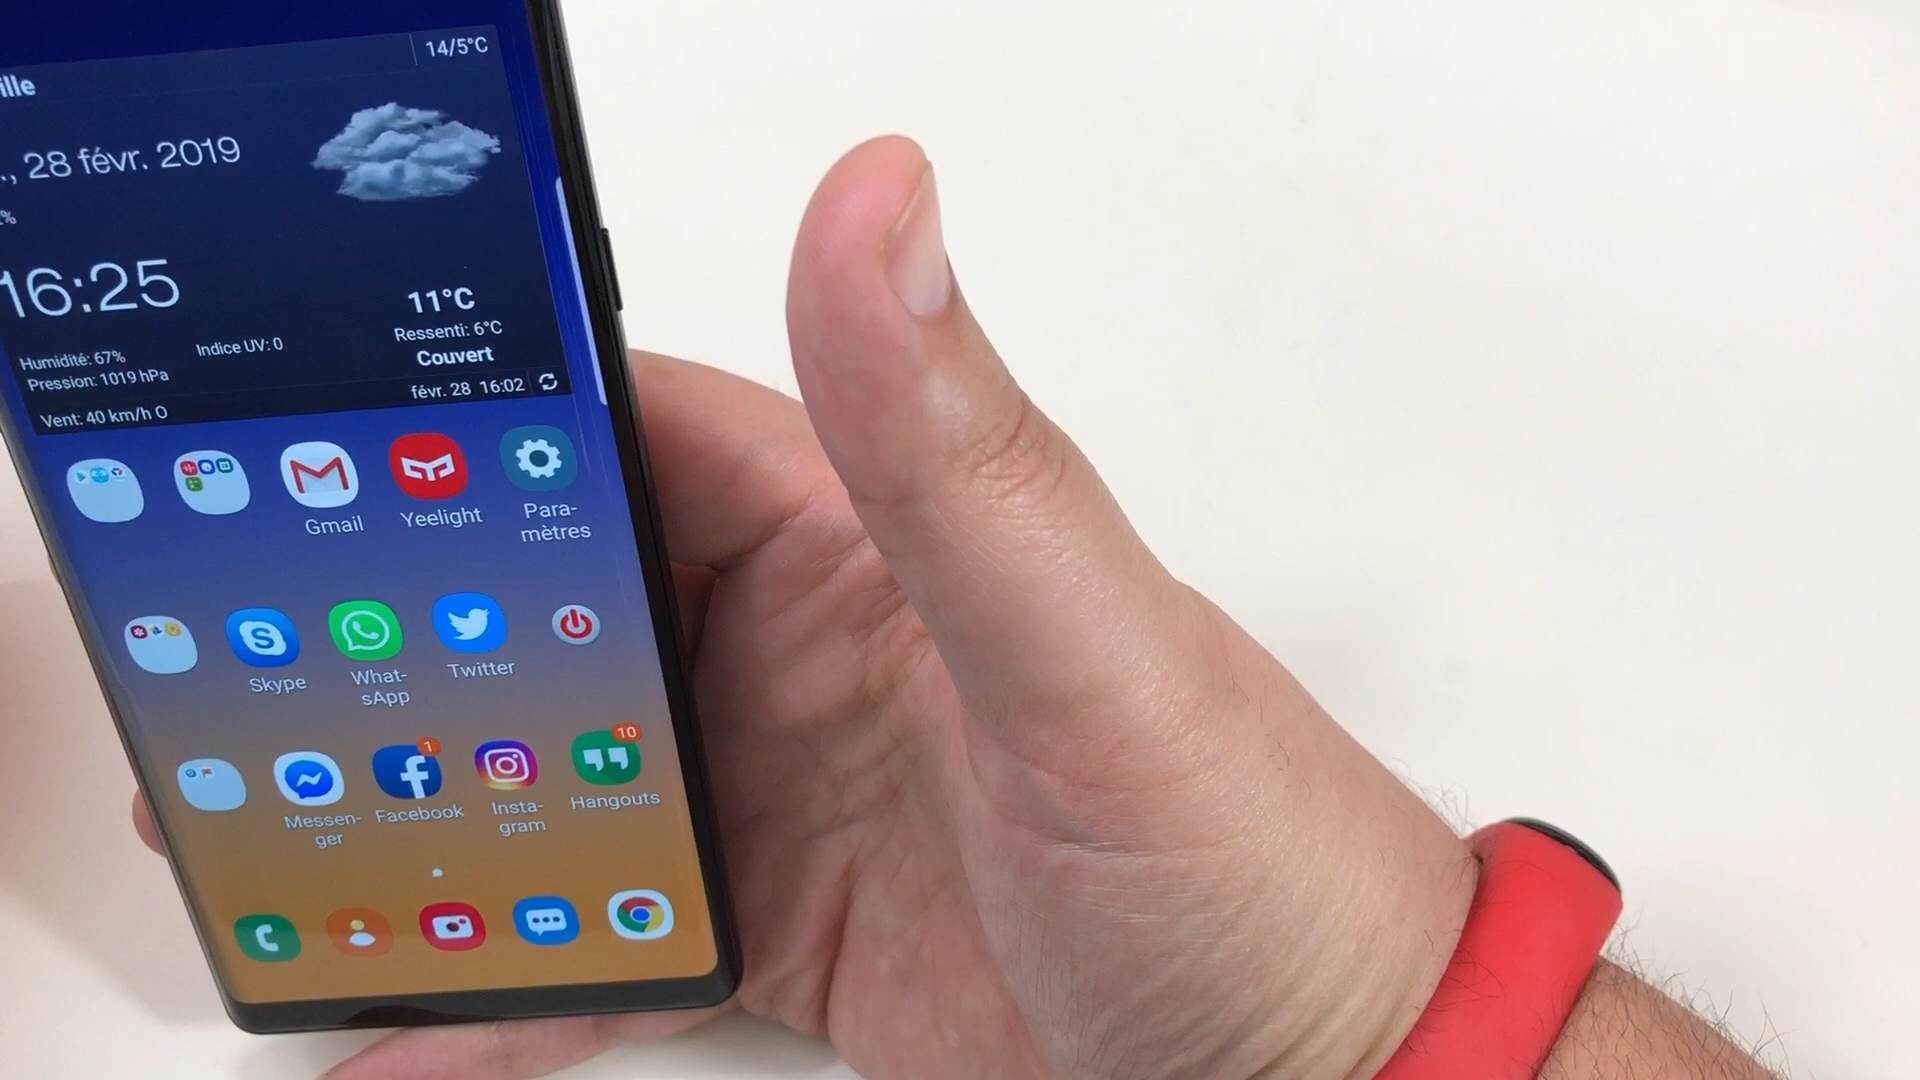 14/5°C
ille
., 28 févr. 2019
%
16:25
11°C
Ressenti: 6°C
Humidité: 67%
Indice UV: 0
Couvert
Pression: 1019 hPa
févr. 28 16:02
Vent: 40 km/h O
Gmail
Yeelight
Para-
mètres
Skype
What-
sApp
Twitter
1
10
Messen-
ger
Facebook
Insta-
gram
Hangouts